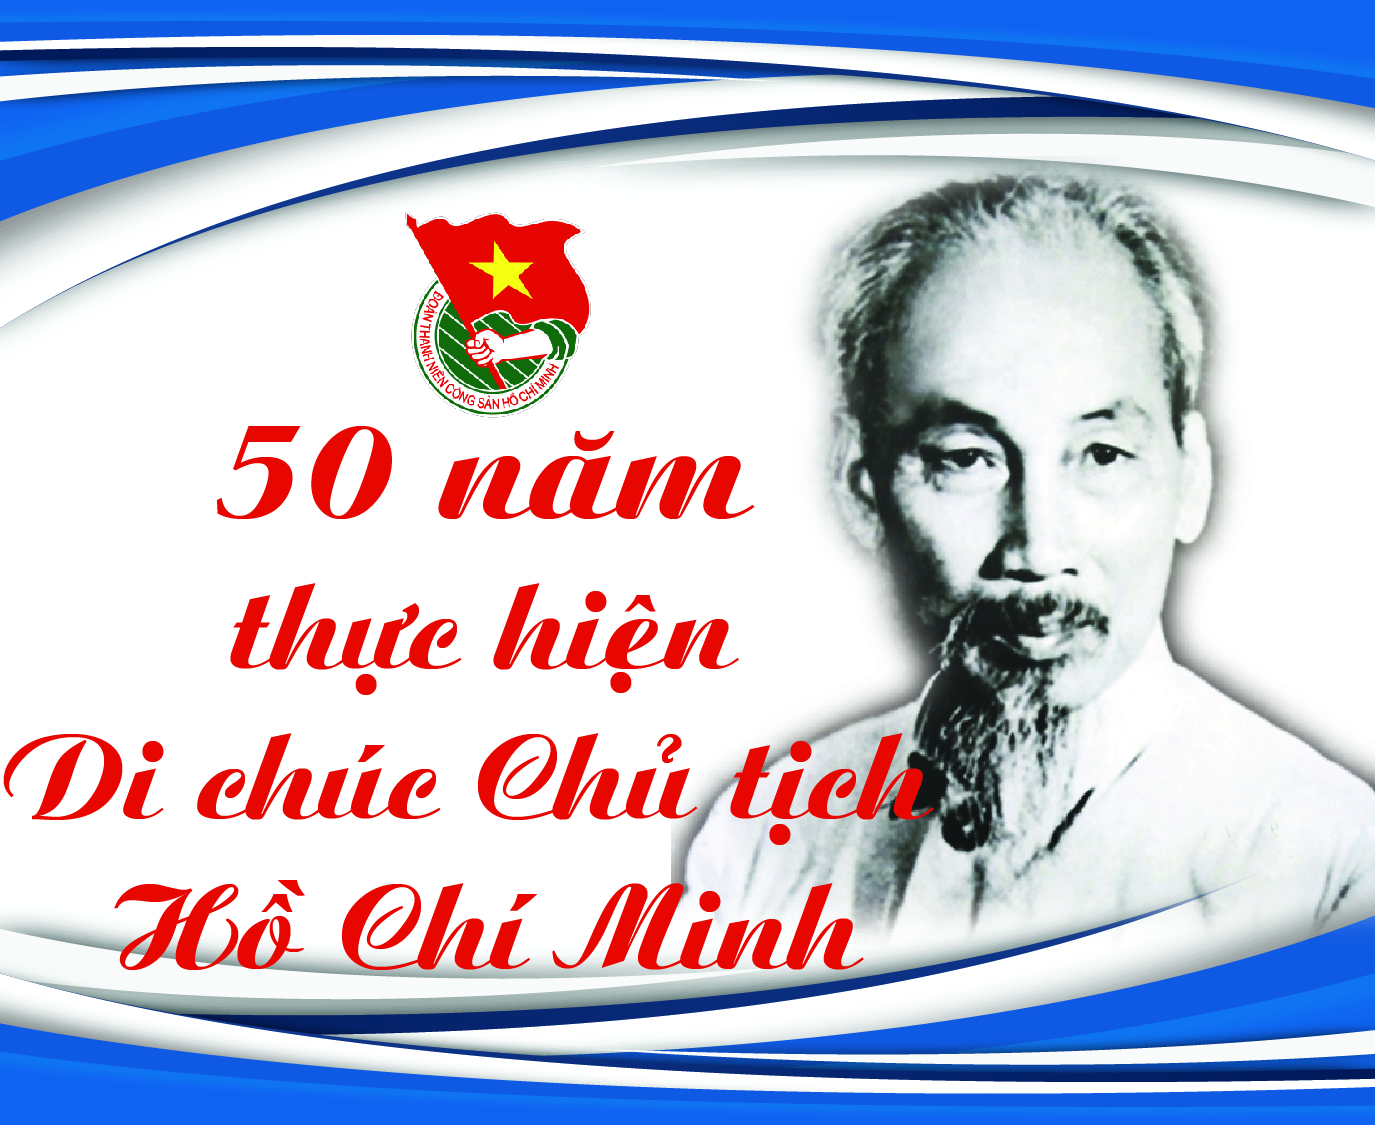 ĐOÀN THANH NIÊN CỘNG SẢN HỒ CHÍ MINH
50 năm
thực hiện
Di chúc Chủ tịch
Hồ Chí Minh